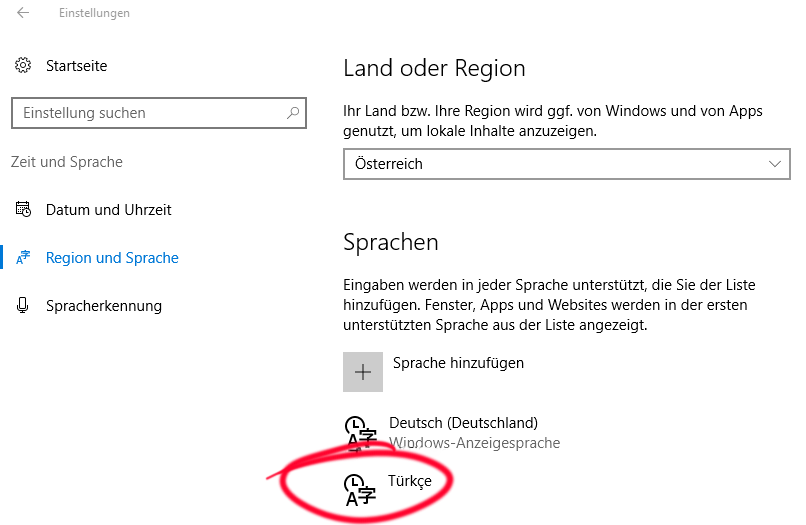 Einstellungen
Startseite
Einstellung suchen
Zeit und Sprache
Datum und Uhrzeit
Region und Sprache
Spracherkennung
Land oder Region
Ihr Land bzw. Ihre Region wird ggf. von Windows und von Apps
genutzt, um lokale Inhalte anzuzeigen.
Österreich
Sprachen
Eingaben werden in jeder Sprache unterstützt, die Sie der Liste
hinzufügen. Fenster, Apps und Websites werden in der ersten
unterstützten Sprache aus der Liste angezeigt.
Sprache hinzufügen
Deutsch (Deutschland)
Windows-Anzeigesprache
Türkçe